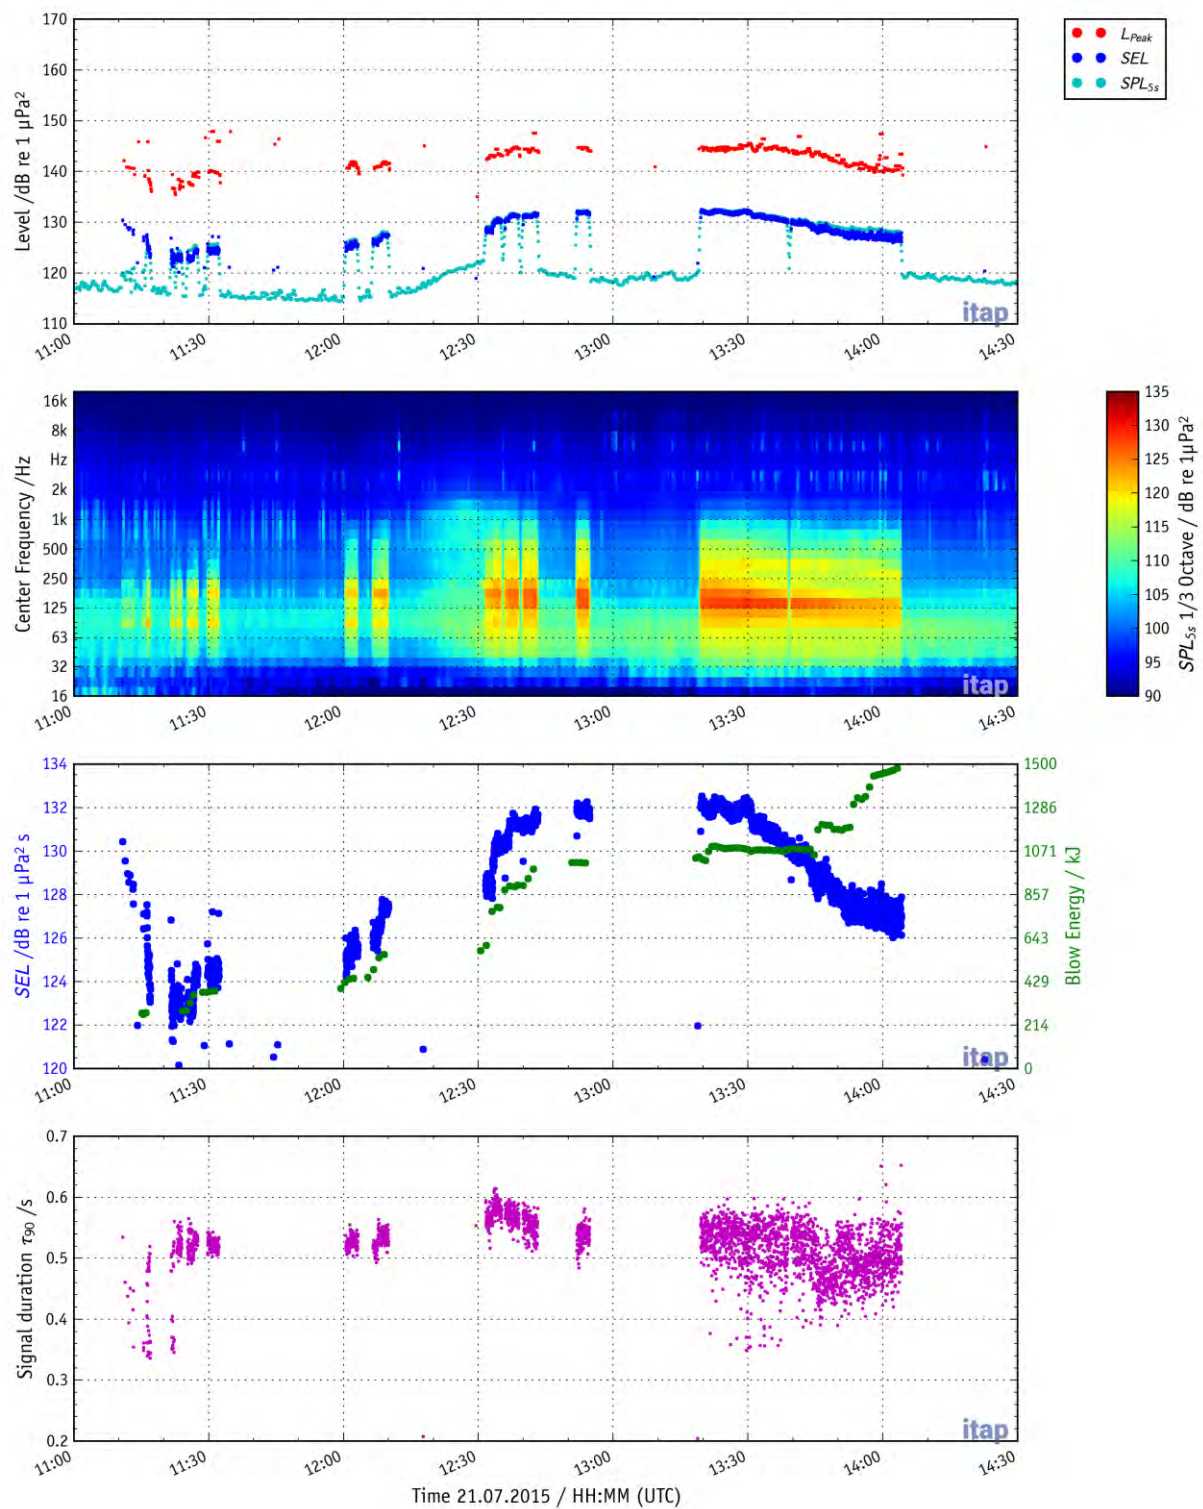 170
160
150
140
130
120
110
Level /dB re 1 µPa²
L_Peak
SEL
SPL_5s
itap
11:00 11:30 12:00 12:30 13:00 13:30 14:00 14:30
16k
8k
Hz
2k
1k
500
250
125
63
32
16
Center Frequency /Hz
itap
135
130
125
120
115
110
105
100
95
90
SPL_5s 1/3 Octave / dB re 1µPa²
11:00 11:30 12:00 12:30 13:00 13:30 14:00 14:30
134
132
130
128
126
124
122
120
SEL /dB re 1 µPa² s
1500
1286
1071
857
643
429
214
0
Blow Energy / kJ
itap
11:00 11:30 12:00 12:30 13:00 13:30 14:00 14:30
0.7
0.6
0.5
0.4
0.3
0.2
Signal duration τ₉₀ /s
itap
11:00 11:30 12:00 12:30 13:00 13:30 14:00 14:30
Time 21.07.2015 / HH:MM (UTC)